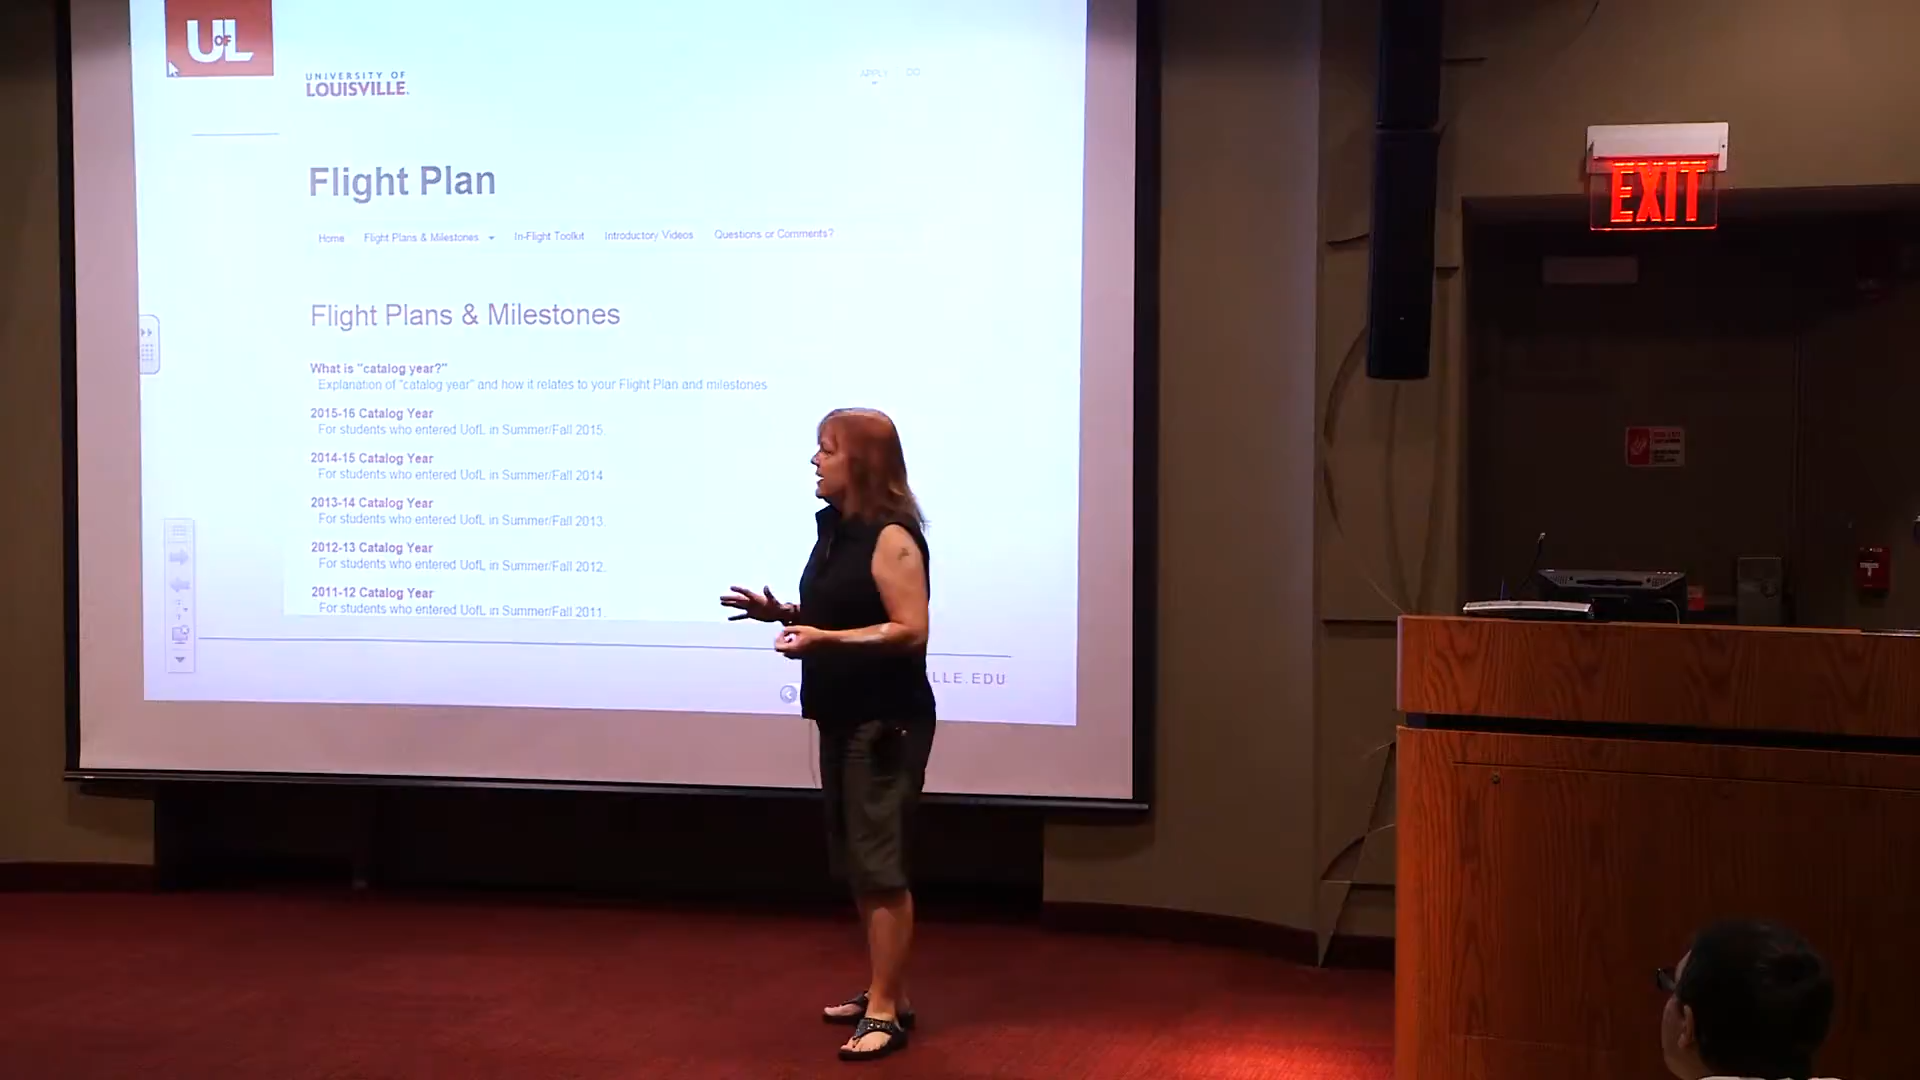 UOFL
UNIVERSITY OF
LOUISVILLE.
APPLY
Flight Plan
Home Flight Plans & Milestones In-Flight Toolkit Introductory Videos Questions or Comments?
Flight Plans & Milestones
What is "catalog year?"
Explanation of "catalog year" and how it relates to your Flight Plan and milestones
2015-16 Catalog Year
For students who entered UofL in Summer/Fall 2015.
2014-15 Catalog Year
For students who entered UofL in Summer/Fall 2014
2013-14 Catalog Year
For students who entered UofL in Summer/Fall 2013.
2012-13 Catalog Year
For students who entered UofL in Summer/Fall 2012.
2011-12 Catalog Year
For students who entered UofL in Summer/Fall 2011.
LLE.EDU
EXIT